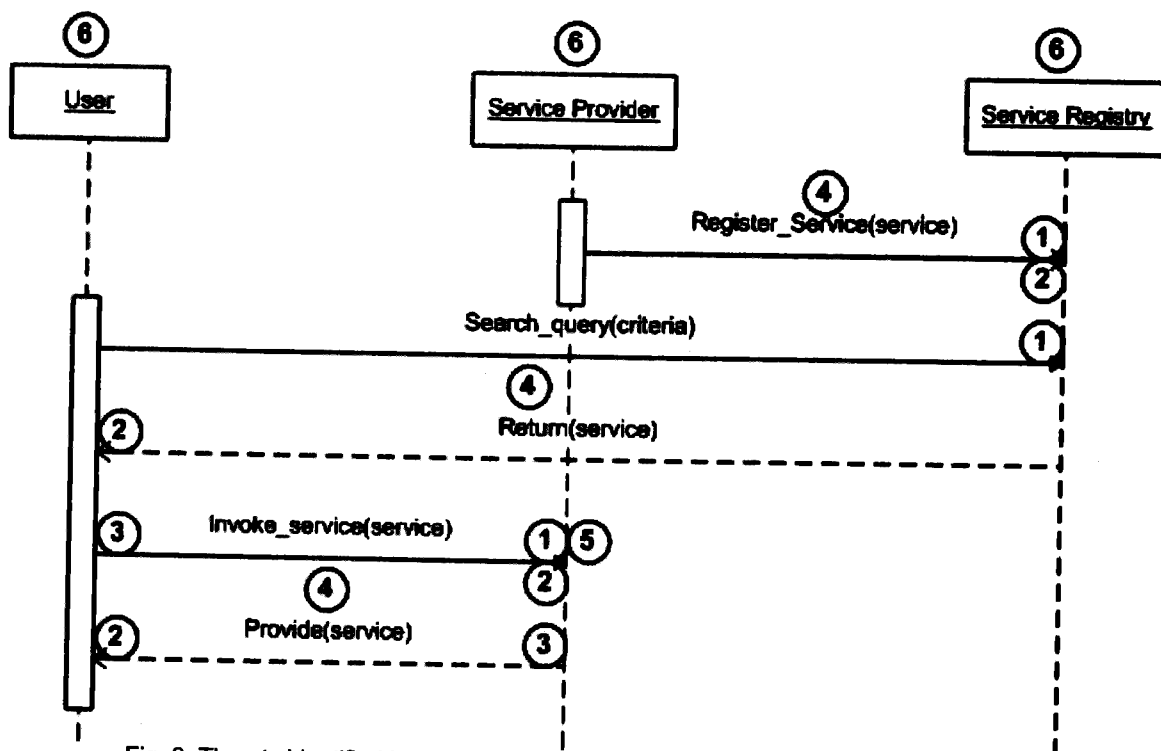 6
6
6
User
Service Provider
Service Registry
4
Register_Service(service)
1
2
Search_query(criteria)
1
4
Return(service)
2
Invoke_service(service)
3
1
5
2
4
Provide(service)
2
3